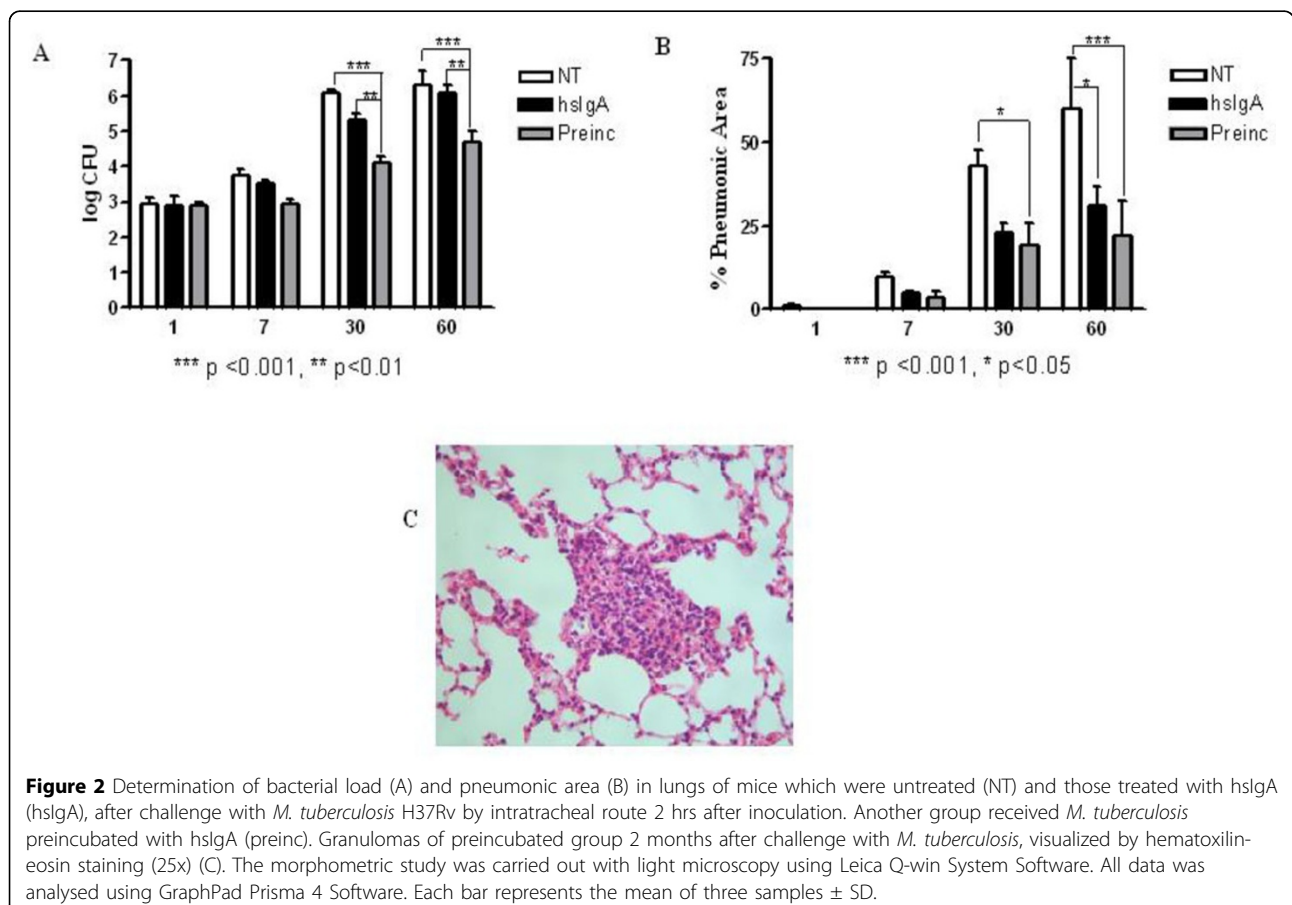 A
7
6
5
4
3
2
1
0
log CFU
***
**
***
**
NT
hsIgA
Preinc
1 7 30 60
*** p <0.001, ** p<0.01
B
75
50
25
0
% Pneumonic Area
*
***
*
NT
hsIgA
Preinc
1 7 30 60
*** p <0.001, * p<0.05
C
Figure 2 Determination of bacterial load (A) and pneumonic area (B) in lungs of mice which were untreated (NT) and those treated with hsIgA
(hsIgA), after challenge with M. tuberculosis H37Rv by intratracheal route 2 hrs after inoculation. Another group received M. tuberculosis
preincubated with hsIgA (preinc). Granulomas of preincubated group 2 months after challenge with M. tuberculosis, visualized by hematoxilin-
eosin staining (25x) (C). The morphometric study was carried out with light microscopy using Leica Q-win System Software. All data was
analysed using GraphPad Prisma 4 Software. Each bar represents the mean of three samples ± SD.